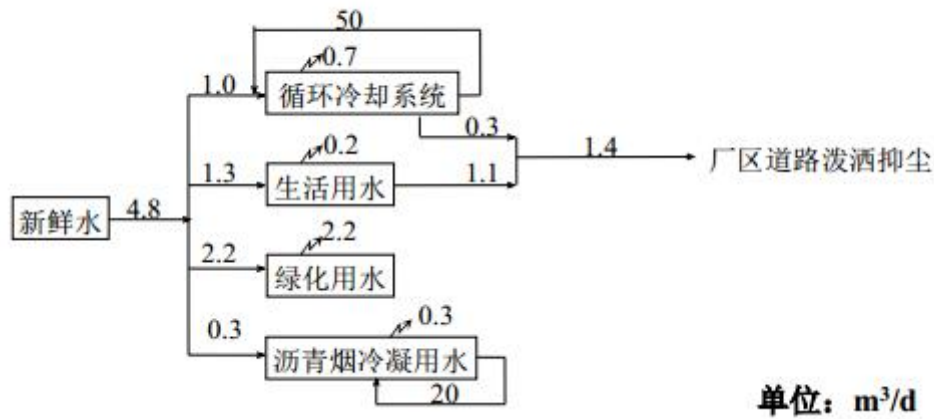 50
0.7
1.0
循环冷却系统
0.3
0.2
1.3
生活用水
1.1
1.4
厂区道路泼洒抑尘
新鲜水
4.8
2.2
2.2
绿化用水
0.3
0.3
沥青烟冷凝用水
20
单位：m³/d